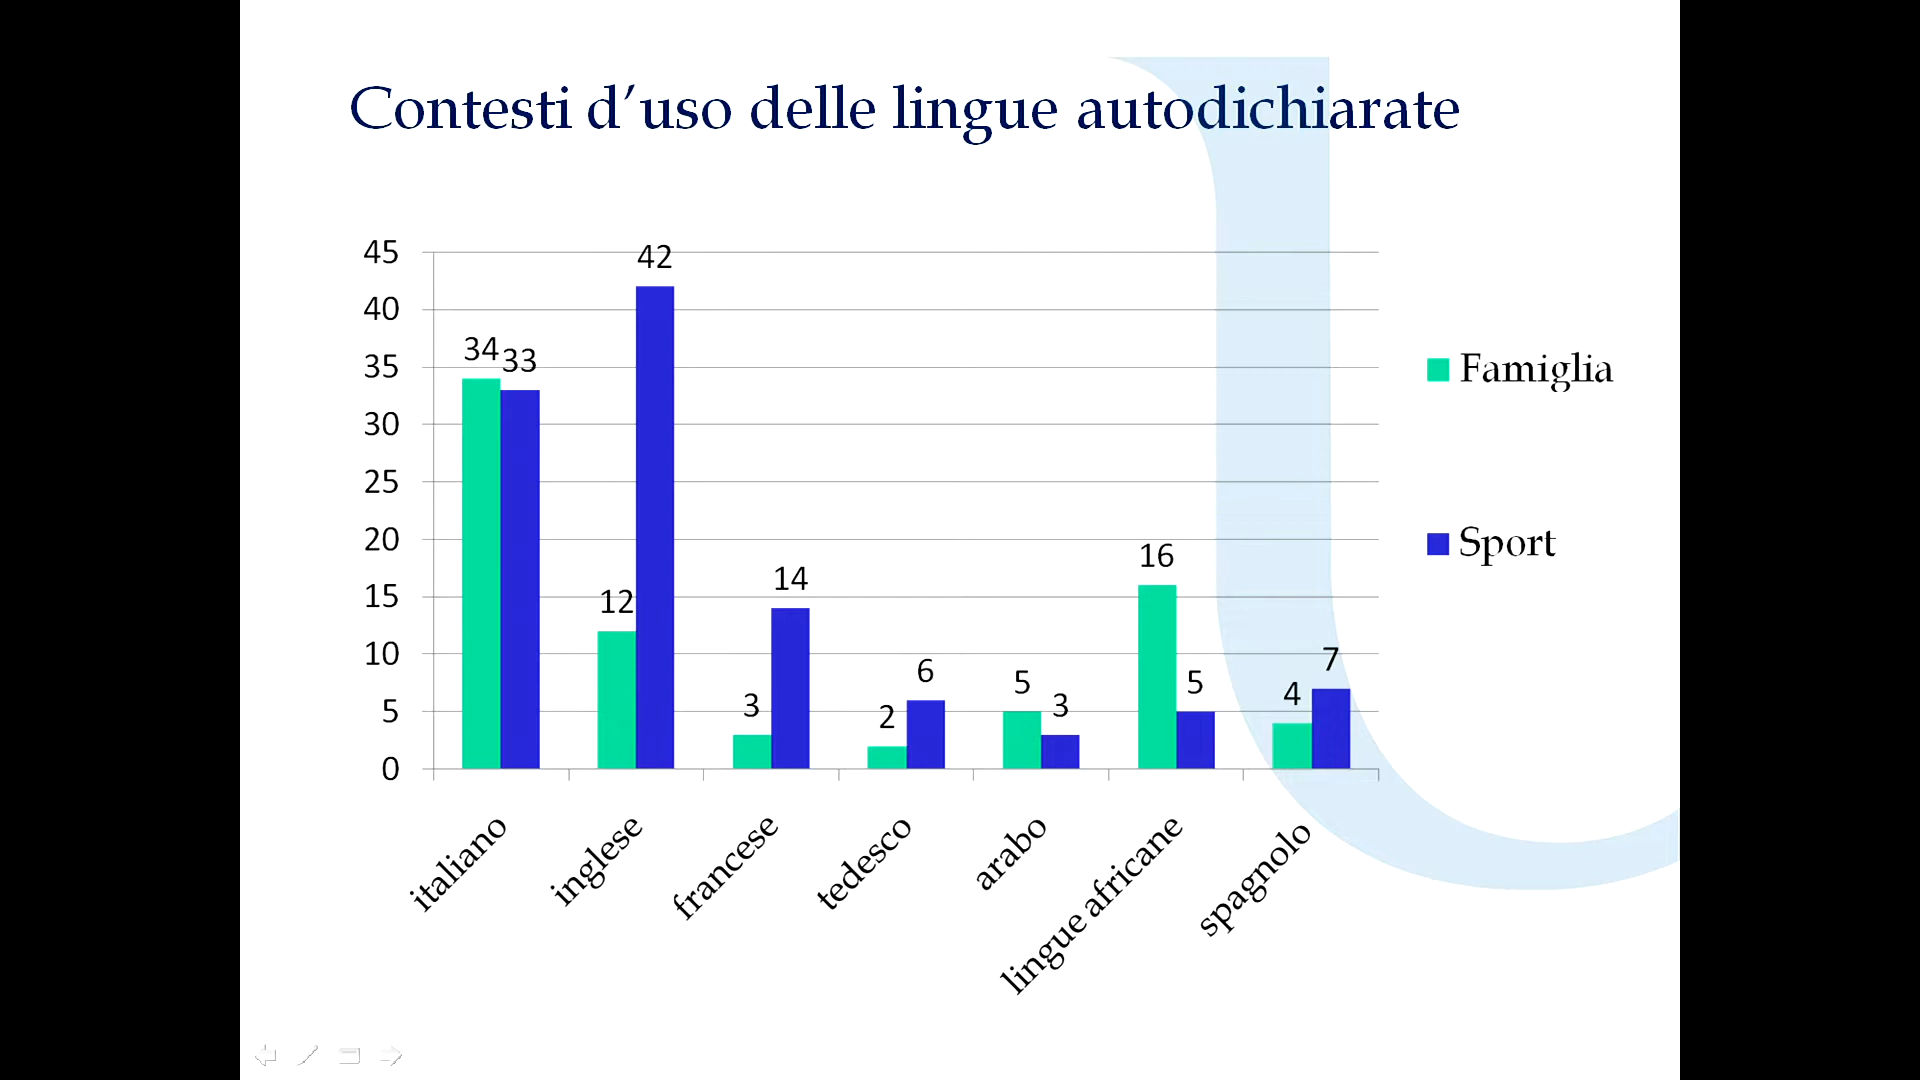 Contesti d’uso delle lingue autodichiarate
45
40
35
30
25
20
15
10
5
0
34 33
12 42
3 14
2 6
5 3
16 5
4 7
italiano
inglese
francese
tedesco
arabo
lingue africane
spagnolo
Famiglia
Sport